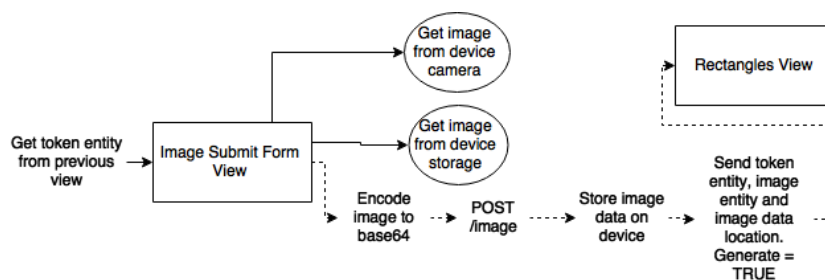 Get token entity
from previous
view
Image Submit Form
View
Get image
from device
camera
Get image
from device
storage
Encode
image to
base64
POST
/image
Store image
data on
device
Send token
entity, image
entity and
image data
location.
Generate =
TRUE
Rectangles View